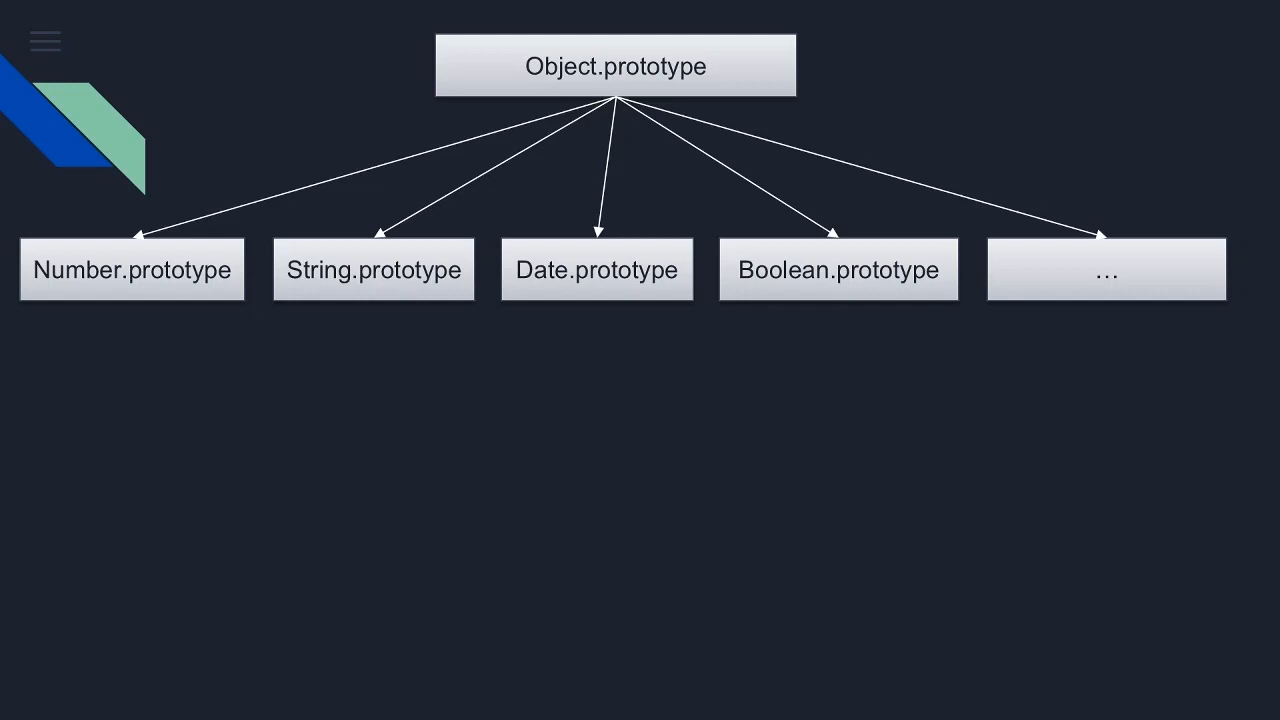 Object.prototype
Number.prototype
String.prototype
Date.prototype
Boolean.prototype
…